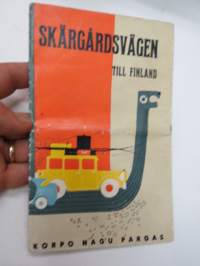 SKÄRGÅRDSVÄGEN
TILL FINLAND
KORPO NAGU PARGAS